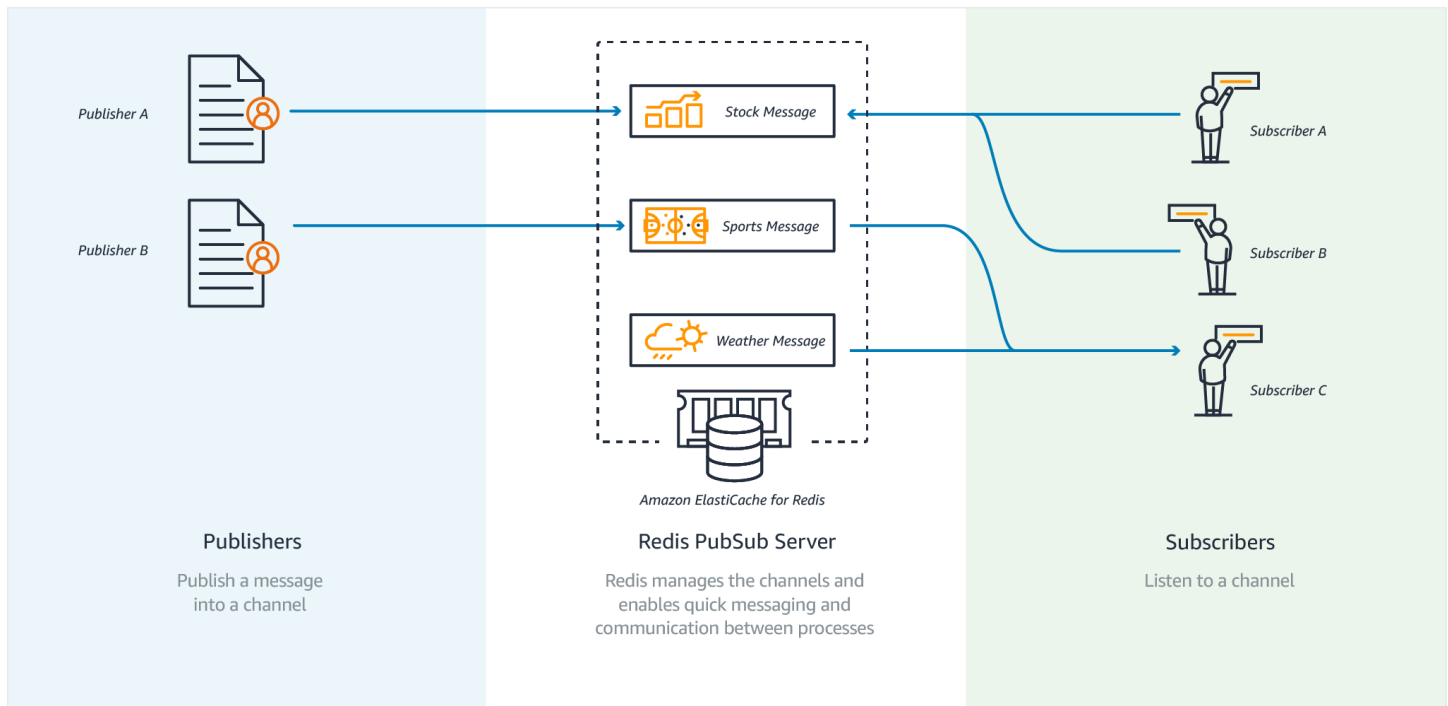 Publisher A
Stock Message
Subscriber A
Publisher B
Sports Message
Subscriber B
Weather Message
Subscriber C
Amazon ElastiCache for Redis
Publishers
Publish a message
into a channel
Redis PubSub Server
Redis manages the channels and
enables quick messaging and
communication between processes
Subscribers
Listen to a channel